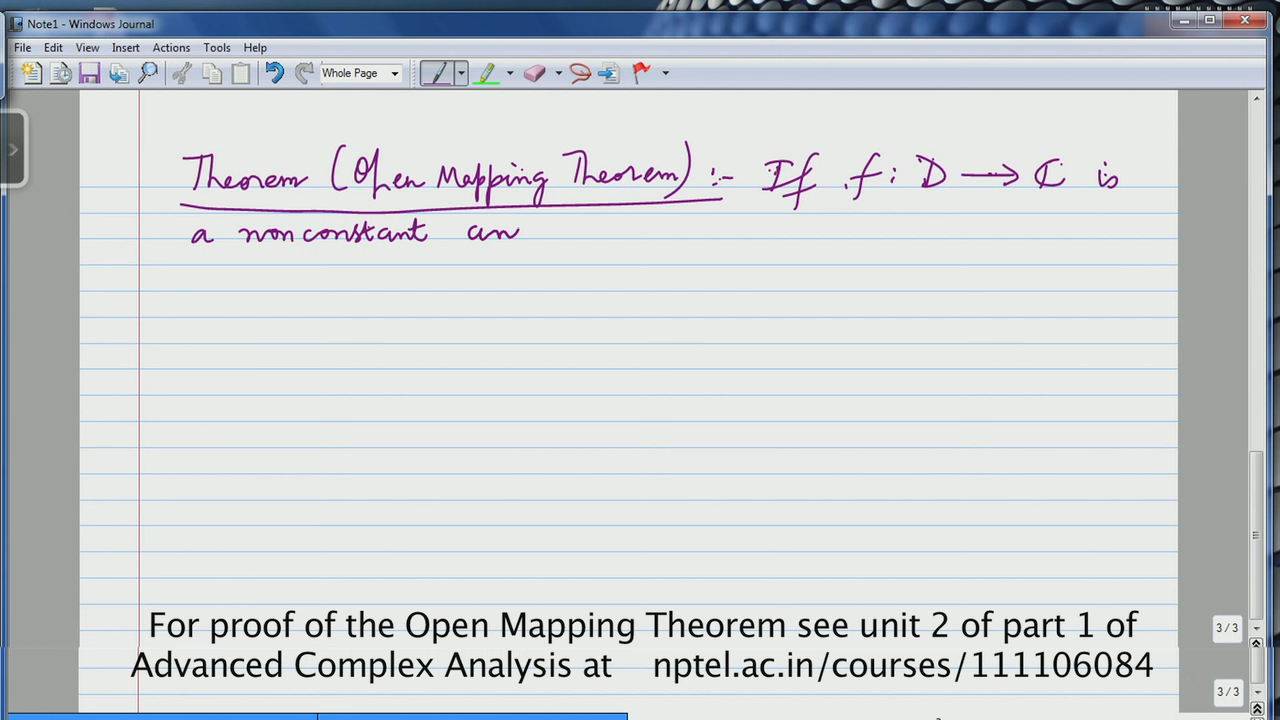 Note1 - Windows Journal
File Edit View Insert Actions Tools Help
Whole Page
Theorem (Open Mapping Theorem) :- If f : D → ℂ is
a nonconstant an
For proof of the Open Mapping Theorem see unit 2 of part 1 of
Advanced Complex Analysis at nptel.ac.in/courses/111106084
3/3
3/3